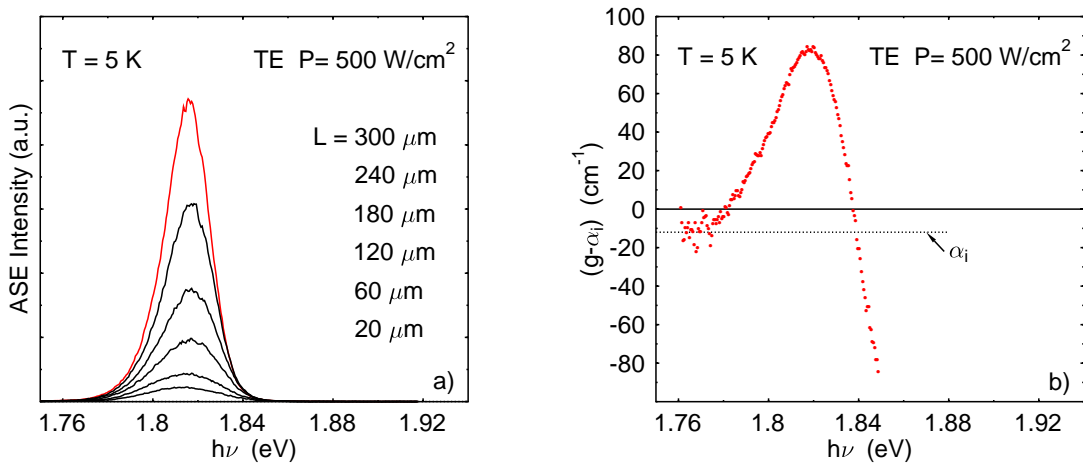 T = 5 K TE P= 500 W/cm²
L = 300 μm
240 μm
180 μm
120 μm
60 μm
20 μm
ASE Intensity (a.u.)
a)
1.76 1.8 1.84 1.88 1.92
hν (eV)
T = 5 K TE P= 500 W/cm²
100
80
60
40
20
0
-20
-40
-60
-80
(g-αᵢ) (cm⁻¹)
αᵢ
b)
1.76 1.8 1.84 1.88 1.92
hν (eV)